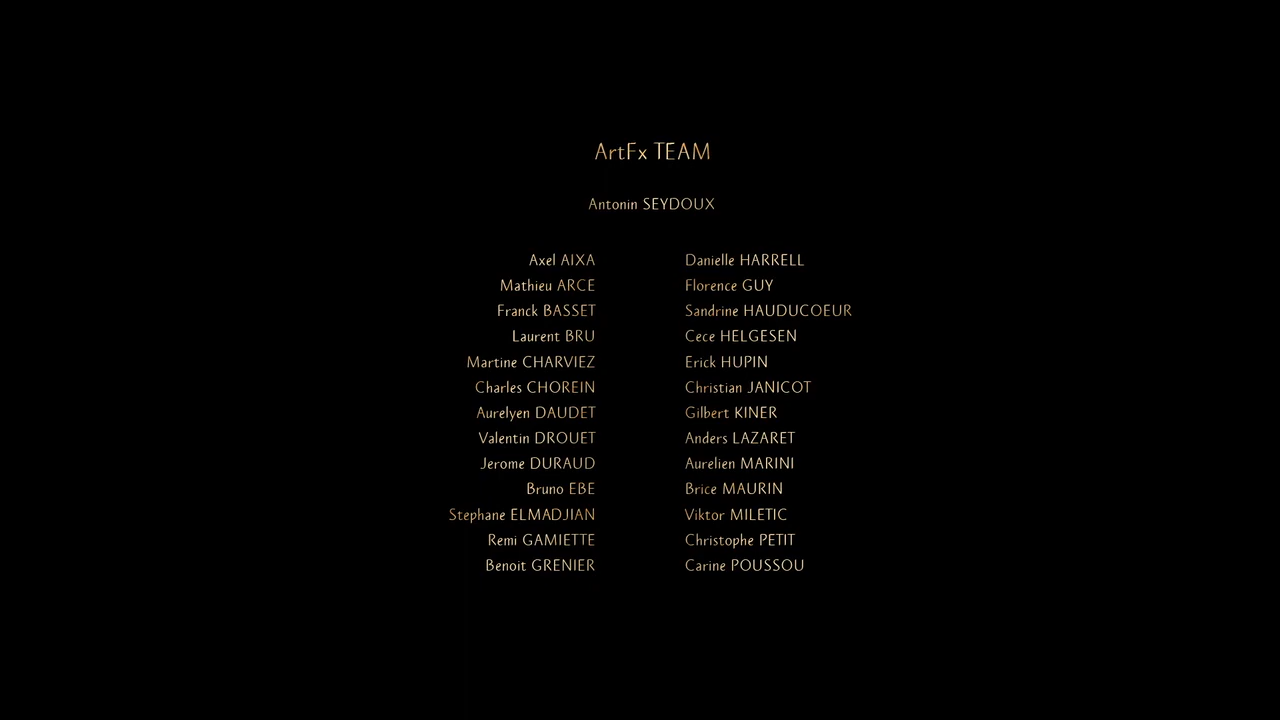 ArtFx TEAM
Antonin SEYDOUX
Axel AIXA
Mathieu ARCE
Franck BASSET
Laurent BRU
Martine CHARVIEZ
Charles CHOREIN
Aurelyen DAUDET
Valentin DROUET
Jerome DURAUD
Bruno EBE
Stephane ELMADJIAN
Remi GAMIETTE
Benoit GRENIER
Danielle HARRELL
Florence GUY
Sandrine HAUDUCOEUR
Cece HELGESEN
Erick HUPIN
Christian JANICOT
Gilbert KINER
Anders LAZARET
Aurelien MARINI
Brice MAURIN
Viktor MILETIC
Christophe PETIT
Carine POUSSOU